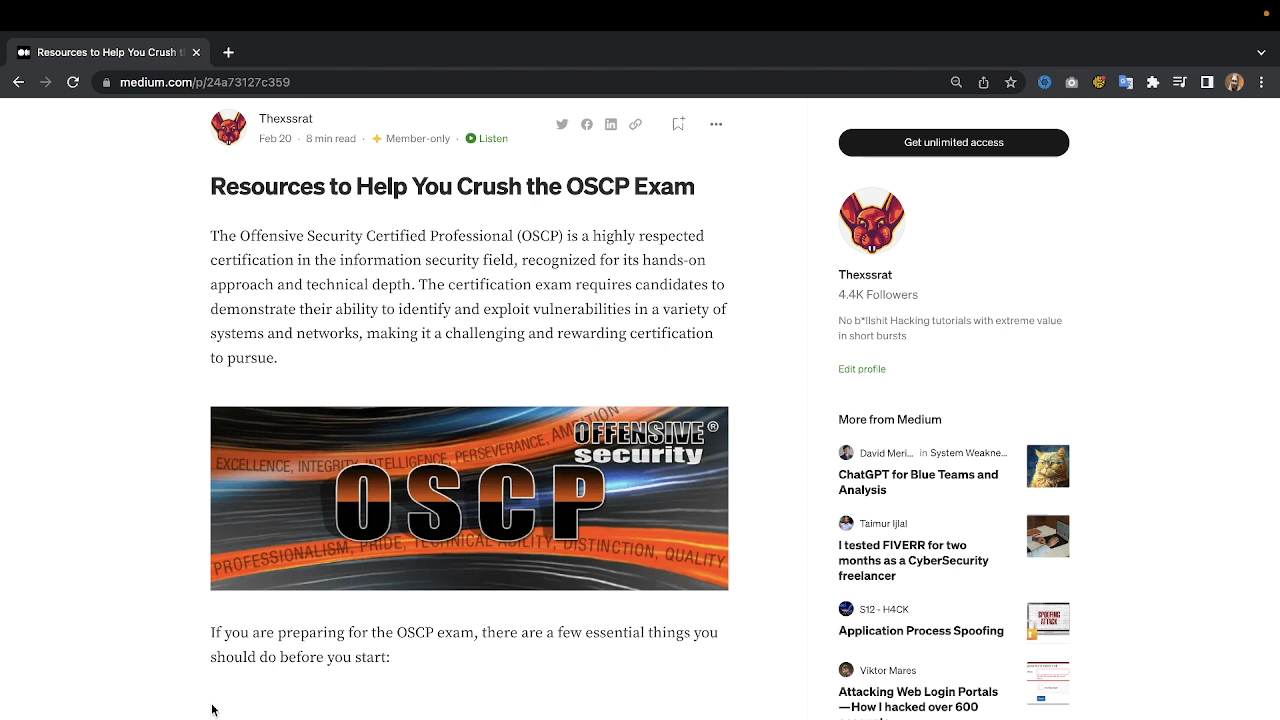 Resources to Help You Crush t
medium.com/p/24a73127c359
Thexssrat
Feb 20 · 8 min read · Member-only · Listen
Resources to Help You Crush the OSCP Exam
The Offensive Security Certified Professional (OSCP) is a highly respected
certification in the information security field, recognized for its hands-on
approach and technical depth. The certification exam requires candidates to
demonstrate their ability to identify and exploit vulnerabilities in a variety of
systems and networks, making it a challenging and rewarding certification
to pursue.
EXCELLENCE, INTEGRITY, INTELLIGENCE, PERSEVERANCE, AMBITION
OFFENSIVE®
security
OSCP
PROFESSIONALISM, PRIDE, TECHNICAL ABILITY, DISTINCTION, QUALITY
If you are preparing for the OSCP exam, there are a few essential things you
should do before you start:
Get unlimited access
Thexssrat
4.4K Followers
No b*llshit Hacking tutorials with extreme value
in short bursts
Edit profile
More from Medium
David Meri... in System Weakne...
ChatGPT for Blue Teams and
Analysis
Taimur Ijlal
I tested FIVERR for two
months as a CyberSecurity
freelancer
S12 - H4CK
Application Process Spoofing
SPOOFING
ATTACK
Viktor Mares
Attacking Web Login Portals
—How I hacked over 600